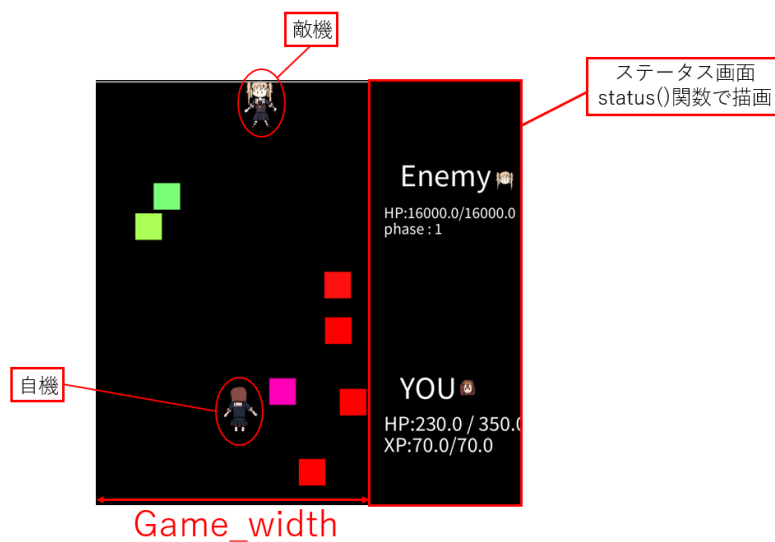 敵機
ステータス画面
status()関数で描画
Enemy
HP:16000.0/16000.0
phase : 1
自機
YOU
HP:230.0 / 350.0
XP:70.0/70.0
Game_width